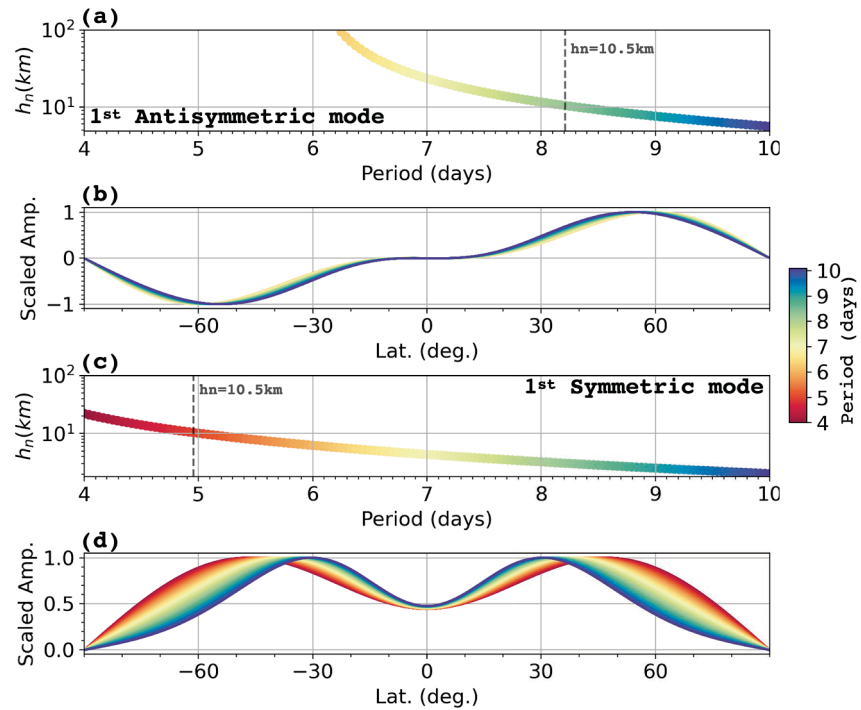 (a)
10²
hn=10.5km
hₙ(km)
10¹
1st Antisymmetric mode
4 5 6 7 8 9 10
Period (days)
(b)
1
0
−1
Scaled Amp.
−60 −30 0 30 60
Lat. (deg.)
(c)
10²
hn=10.5km
1st Symmetric mode
hₙ(km)
10¹
4 5 6 7 8 9 10
Period (days)
(d)
1.0
0.5
0.0
Scaled Amp.
−60 −30 0 30 60
Lat. (deg.)
10
9
8
7
6
5
4
Period (days)